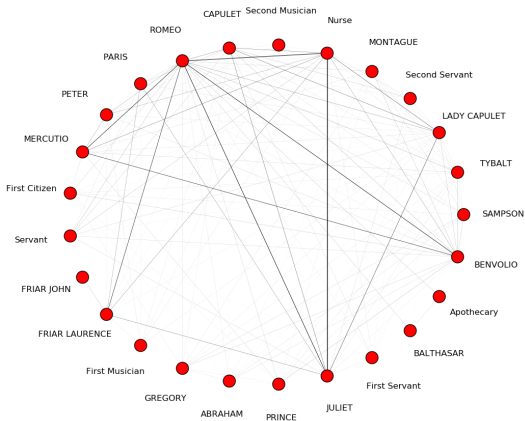 Second Musician
CAPULET
Nurse
ROMEO
MONTAGUE
PARIS
Second Servant
PETER
LADY CAPULET
MERCUTIO
TYBALT
First Citizen
SAMPSON
Servant
BENVOLIO
FRIAR JOHN
Apothecary
FRIAR LAURENCE
BALTHASAR
First Musician
First Servant
GREGORY
JULIET
ABRAHAM
PRINCE